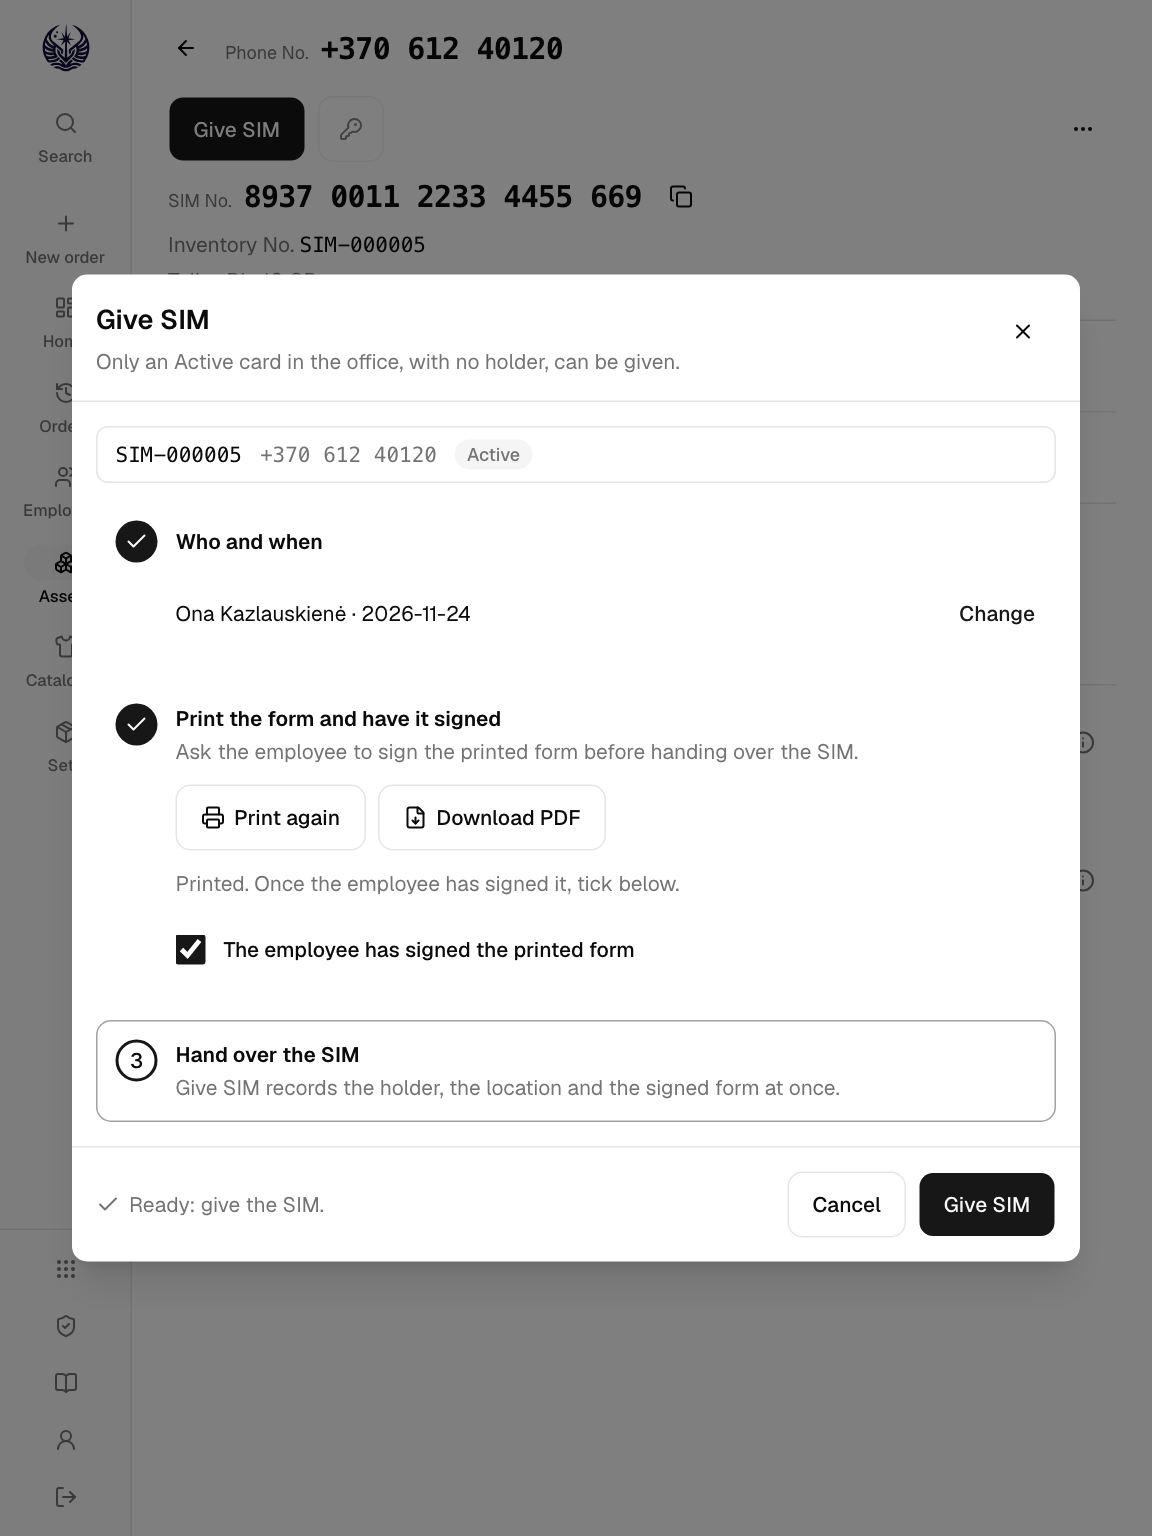 Phone No. +370 612 40120
Give SIM
Search
SIM No. 8937 0011 2233 4455 669
Inventory No. SIM-000005
New order
Give SIM
Only an Active card in the office, with no holder, can be given.
SIM-000005 +370 612 40120 Active
Who and when
Ona Kazlauskienė · 2026-11-24 Change
Print the form and have it signed
Ask the employee to sign the printed form before handing over the SIM.
Print again Download PDF
Printed. Once the employee has signed it, tick below.
The employee has signed the printed form
3 Hand over the SIM
Give SIM records the holder, the location and the signed form at once.
Ready: give the SIM. Cancel Give SIM